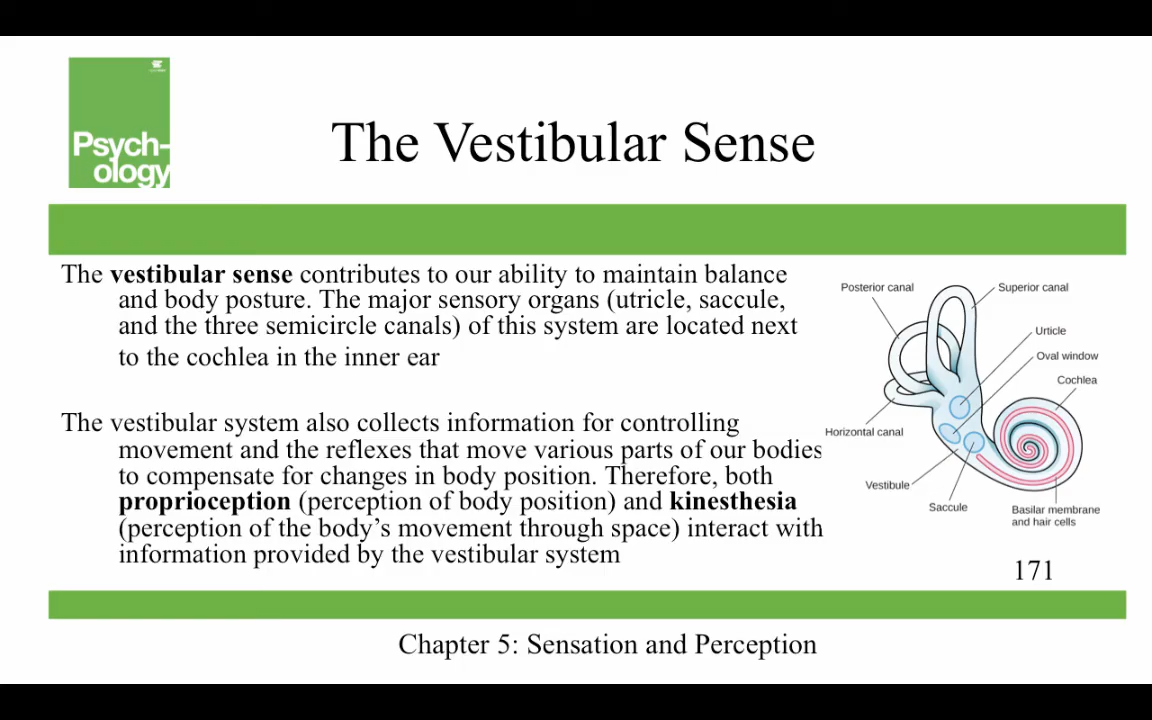 Psych-
ology
The Vestibular Sense
The vestibular sense contributes to our ability to maintain balance
and body posture. The major sensory organs (utricle, saccule,
and the three semicircle canals) of this system are located next
to the cochlea in the inner ear
The vestibular system also collects information for controlling
movement and the reflexes that move various parts of our bodies
to compensate for changes in body position. Therefore, both
proprioception (perception of body position) and kinesthesia
(perception of the body’s movement through space) interact with
information provided by the vestibular system
Posterior canal
Superior canal
Urticle
Oval window
Cochlea
Horizontal canal
Vestibule
Saccule
Basilar membrane
and hair cells
171
Chapter 5: Sensation and Perception